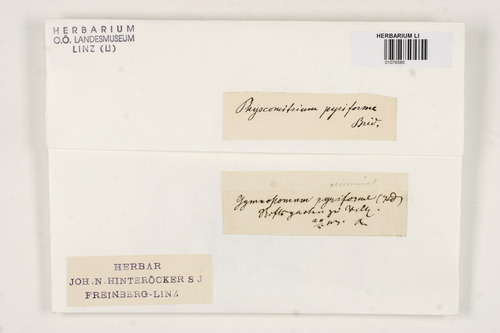 HERBARIUM
O.Ö. LANDESMUSEUM
LINZ (LI)
HERBARIUM LI
Physcomitrium pyriforme
Brid.
Gymnostomum pyriforme
HERBAR
JOH. N. HINTERÖCKER S J
FREINBERG-LINZ